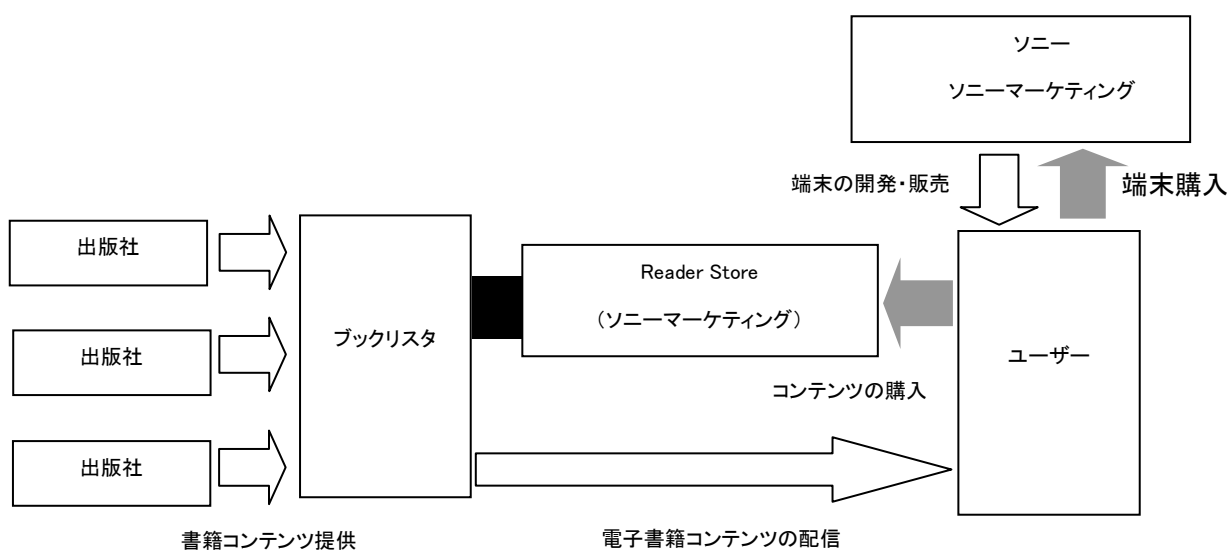 ソニー
ソニーマーケティング
端末の開発・販売
端末購入
出版社
出版社
出版社
ブックリスタ
Reader Store
(ソニーマーケティング)
ユーザー
コンテンツの購入
書籍コンテンツ提供
電子書籍コンテンツの配信